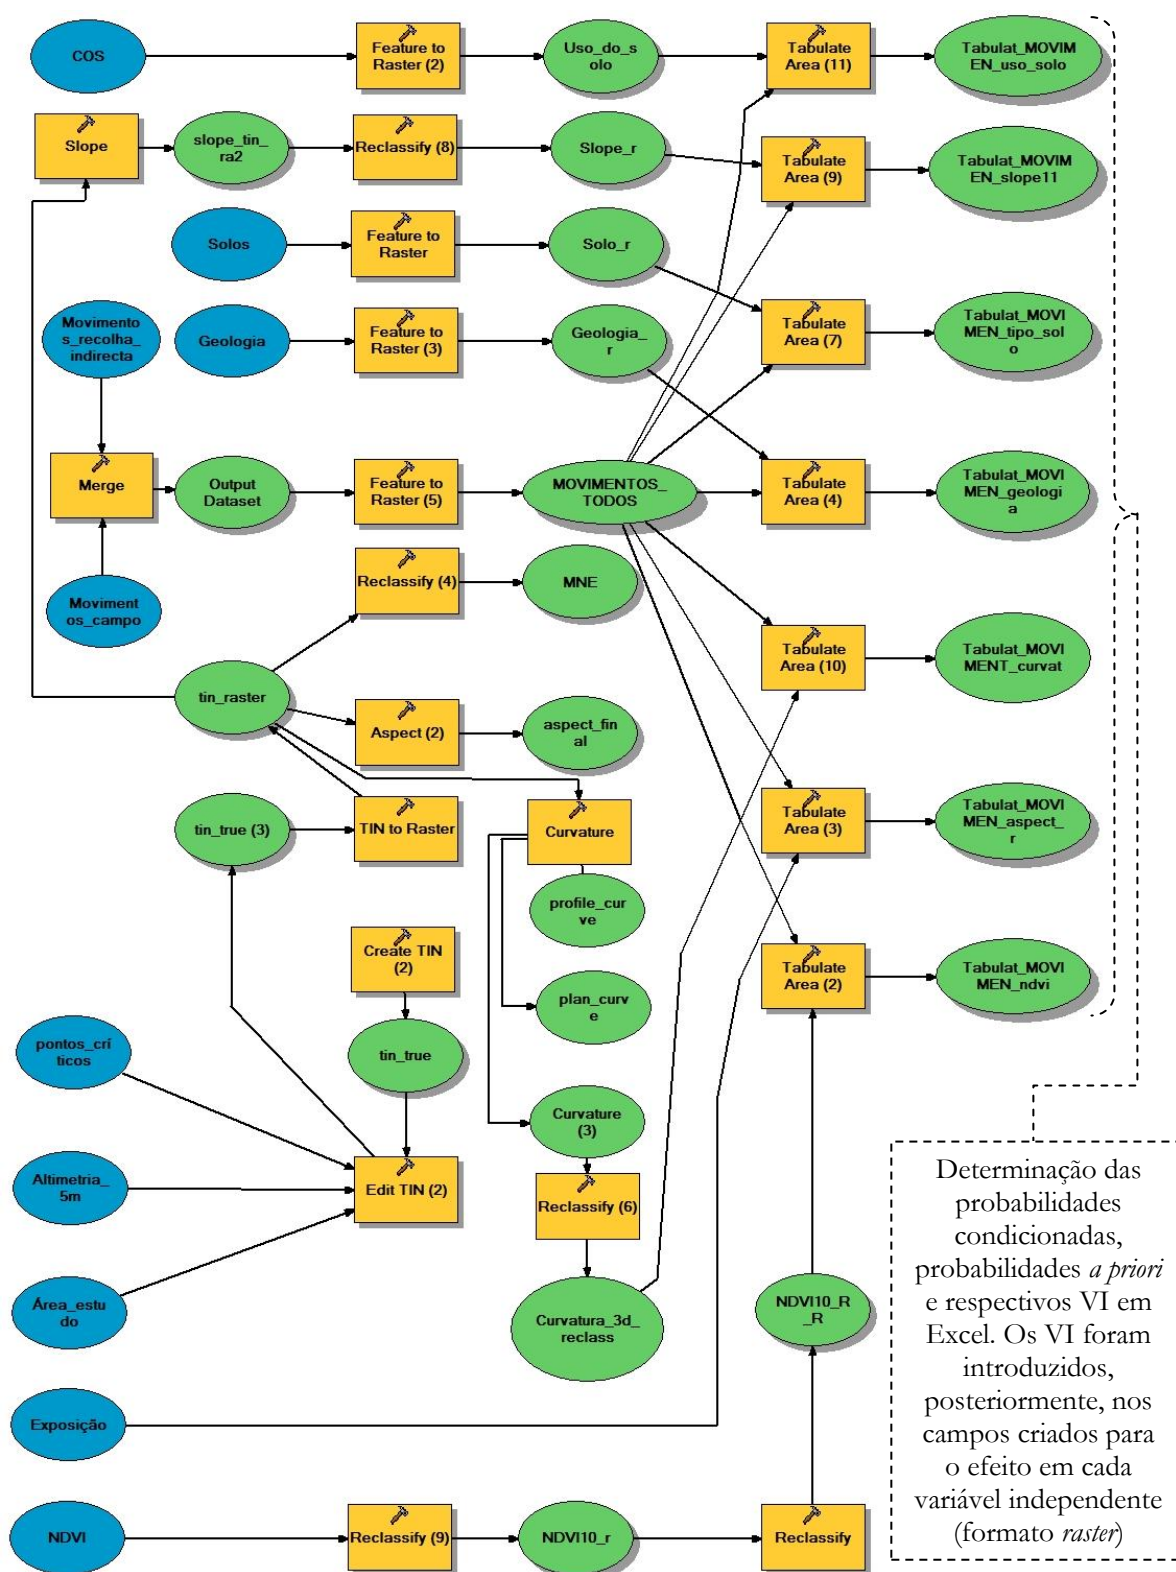 COS
Feature to
Raster (2)
Uso_do_s
olo
Tabulate
Area (11)
Tabulat_MOVIM
EN_uso_solo
Slope
slope_tin_
ra2
Reclassify (8)
Slope_r
Tabulate
Area (9)
Tabulat_MOVIM
EN_slope11
Solos
Feature to
Raster
Solo_r
Tabulate
Area (7)
Tabulat_MOVI
MEN_tipo_sol
o
Movimento
s_recolha_
indirecta
Geologia
Feature to
Raster (3)
Geologia_
r
Merge
Output
Dataset
Feature to
Raster (5)
MOVIMENTOS_
TODOS
Tabulate
Area (4)
Tabulat_MOVI
MEN_geologi
a
Moviment
os_campo
Reclassify (4)
MNE
Tabulate
Area (10)
Tabulat_MOVI
MENT_curvat
tin_raster
Aspect (2)
aspect_fin
al
tin_true (3)
TIN to Raster
Curvature
Tabulate
Area (3)
Tabulat_MOVI
MEN_aspect_
r
profile_cur
ve
Create TIN
(2)
plan_curv
e
Tabulate
Area (2)
Tabulat_MOVI
MEN_ndvi
pontos_crí
ticos
tin_true
Curvature
(3)
Altimetria_
5m
Edit TIN (2)
Reclassify (6)
Área_estu
do
Curvatura_3d_
reclass
NDVI10_R
_R
Exposição
NDVI
Reclassify (9)
NDVI10_r
Reclassify
Determinação das
probabilidades
condicionadas,
probabilidades a priori
e respectivos VI em
Excel. Os VI foram
introduzidos,
posteriormente, nos
campos criados para
o efeito em cada
variável independente
(formato raster)